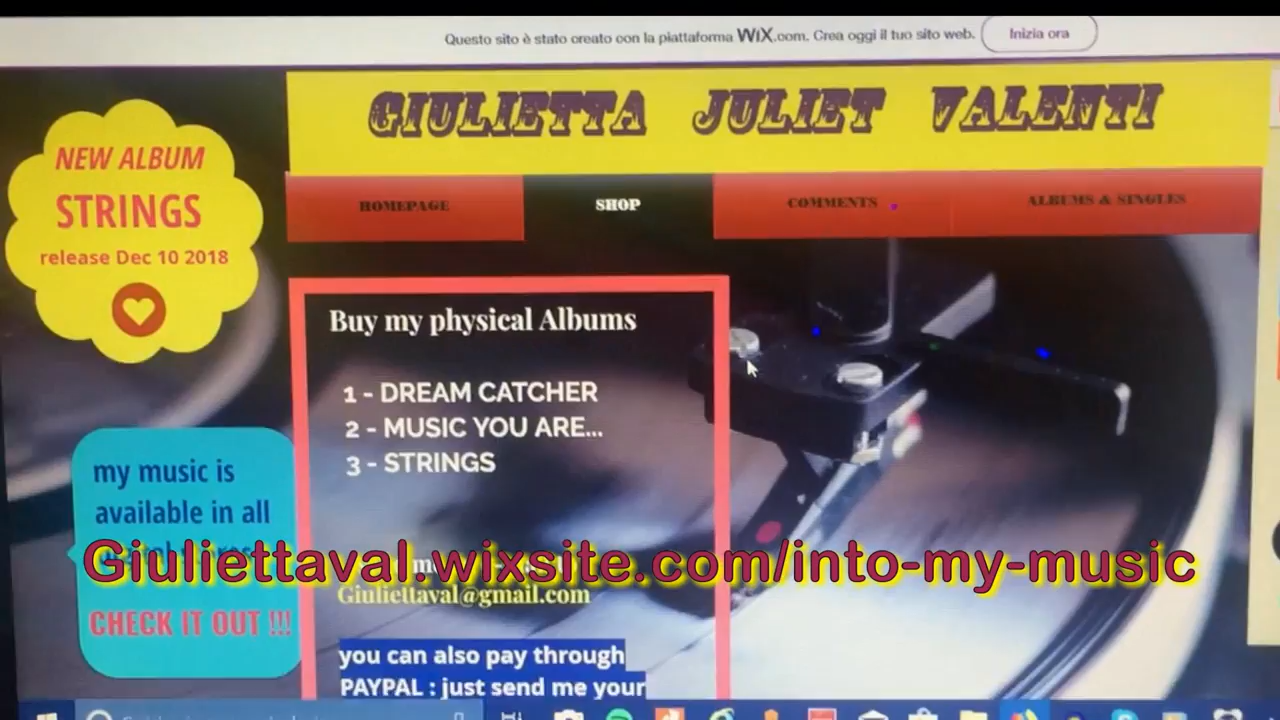 Questo sito è stato creato con la piattaforma WiX.com. Crea oggi il tuo sito web.
Inizia ora
GIULIETTA JULIET VALENTI
HOMEPAGE
SHOP
COMMENTS
ALBUMS & SINGLES
NEW ALBUM
STRINGS
release Dec 10 2018
Buy my physical Albums
1 - DREAM CATCHER
2 - MUSIC YOU ARE...
3 - STRINGS
my music is
available in all
CHECK IT OUT !!!
Giuliettaval.wixsite.com/into-my-music
Giuliettaval@gmail.com
you can also pay through
PAYPAL : just send me your